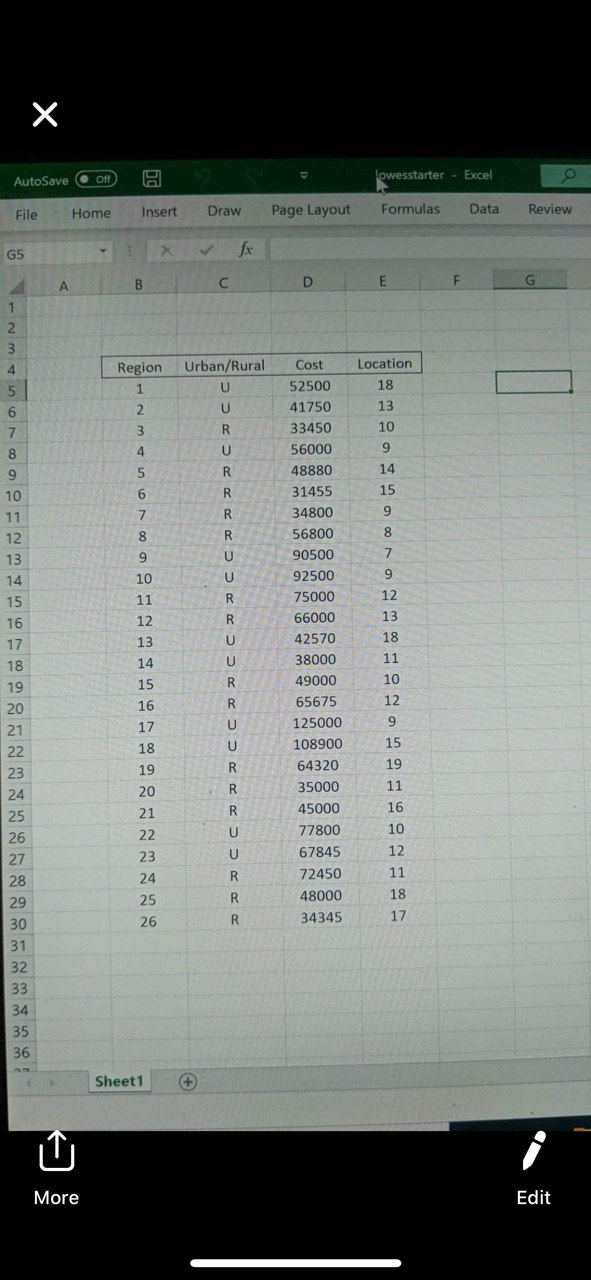 AutoSave Off lowesstarter - Excel
File Home Insert Draw Page Layout Formulas Data Review
G5 fx
A B C D E F G
1
2
3
4 Region Urban/Rural Cost Location
5 1 U 52500 18
6 2 U 41750 13
7 3 R 33450 10
8 4 U 56000 9
9 5 R 48880 14
10 6 R 31455 15
11 7 R 34800 9
12 8 R 56800 8
13 9 U 90500 7
14 10 U 92500 9
15 11 R 75000 12
16 12 R 66000 13
17 13 U 42570 18
18 14 U 38000 11
19 15 R 49000 10
20 16 R 65675 12
21 17 U 125000 9
22 18 U 108900 15
23 19 R 64320 19
24 20 R 35000 11
25 21 R 45000 16
26 22 U 77800 10
27 23 U 67845 12
28 24 R 72450 11
29 25 R 48000 18
30 26 R 34345 17
31
32
33
34
35
36
Sheet1
More Edit